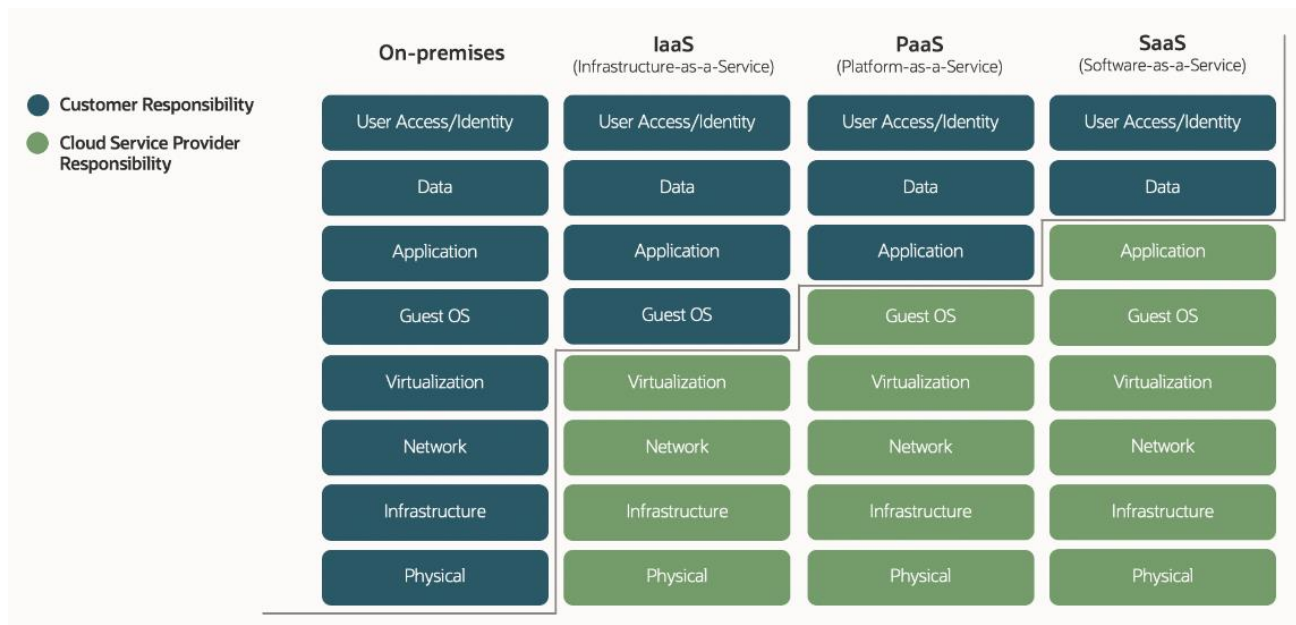 On-premises
IaaS
(Infrastructure-as-a-Service)
PaaS
(Platform-as-a-Service)
SaaS
(Software-as-a-Service)
Customer Responsibility
Cloud Service Provider
Responsibility
User Access/Identity
User Access/Identity
User Access/Identity
User Access/Identity
Data
Data
Data
Data
Application
Application
Application
Application
Guest OS
Guest OS
Guest OS
Guest OS
Virtualization
Virtualization
Virtualization
Virtualization
Network
Network
Network
Network
Infrastructure
Infrastructure
Infrastructure
Infrastructure
Physical
Physical
Physical
Physical